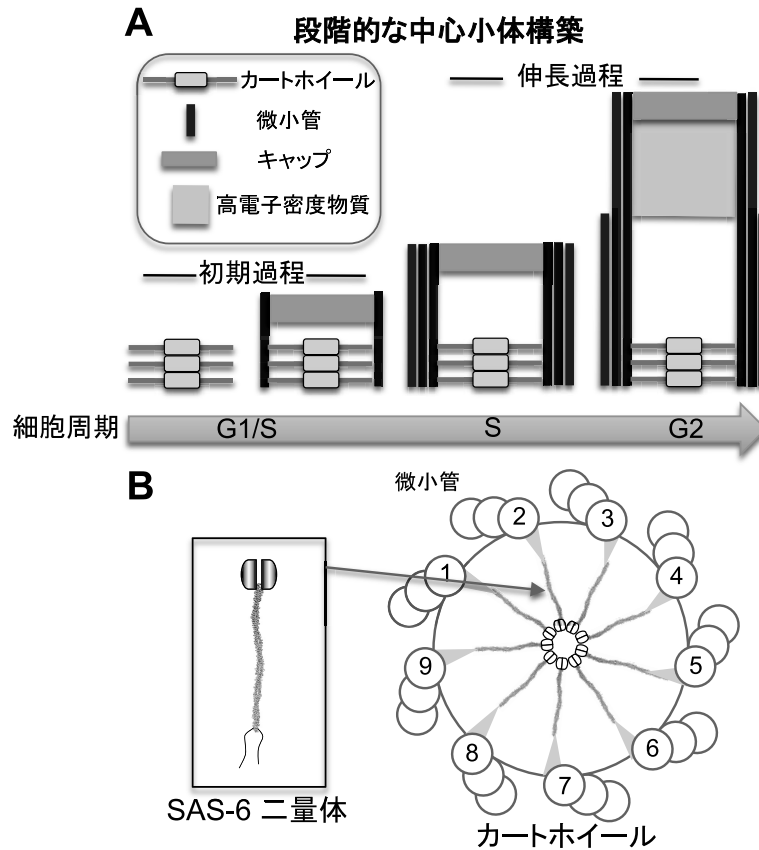 A
段階的な中心小体構築
カートホイール
微小管
キャップ
高電子密度物質
伸長過程
初期過程
細胞周期
G1/S
S
G2
B
微小管
1
2
3
4
5
6
7
8
9
SAS-6 二量体
カートホイール